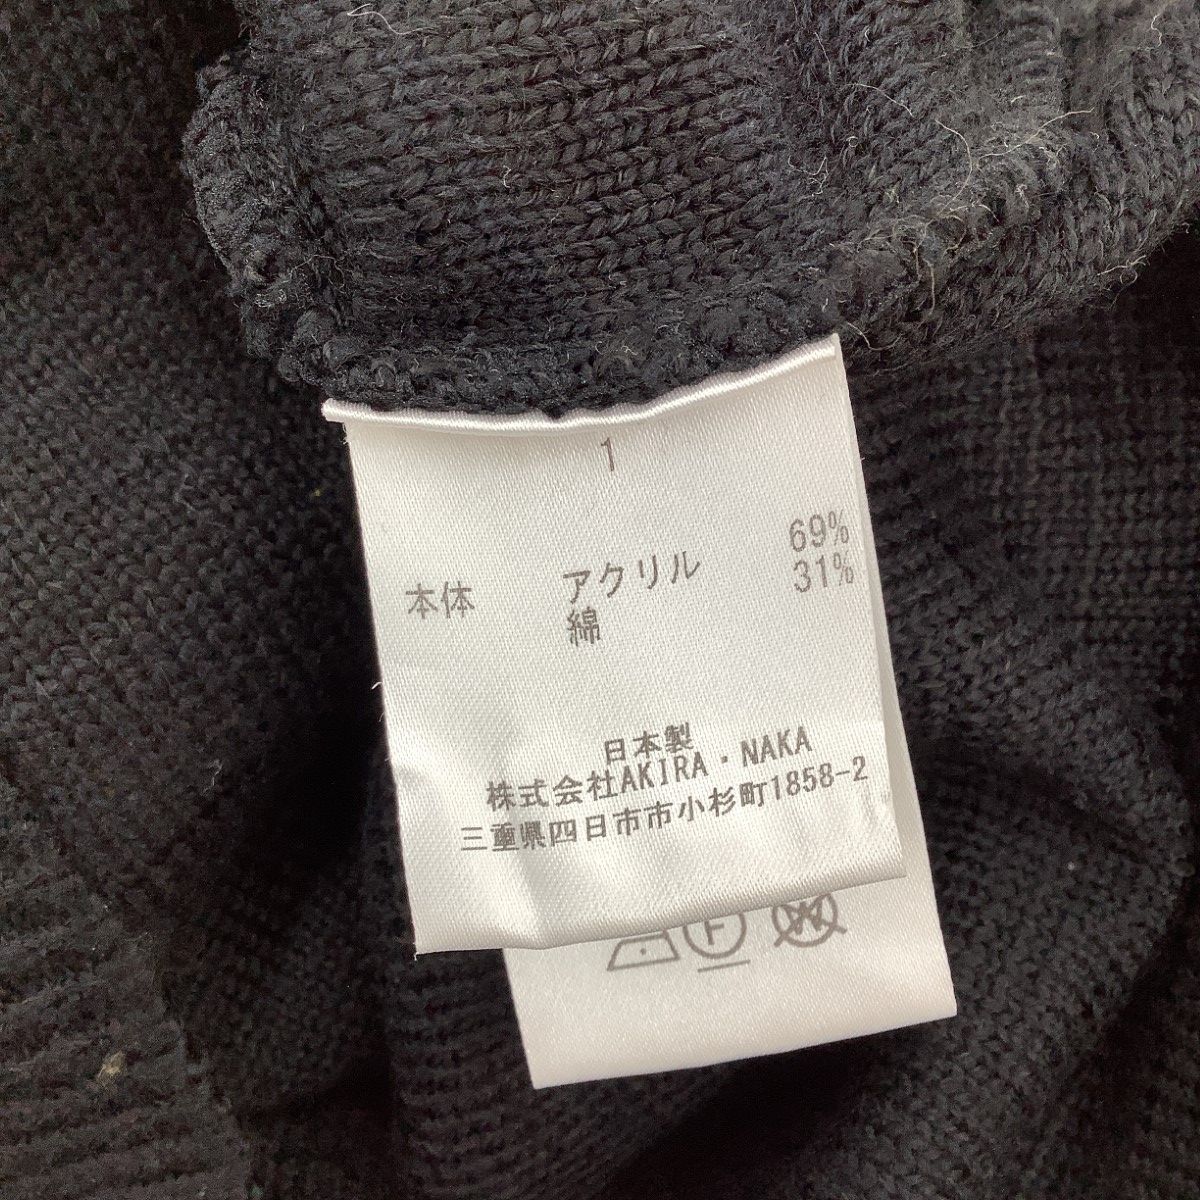 1
本体 アクリル 69%
綿 31%
日本製
株式会社AKIRA・NAKA
三重県四日市市小杉町1858-2
F W